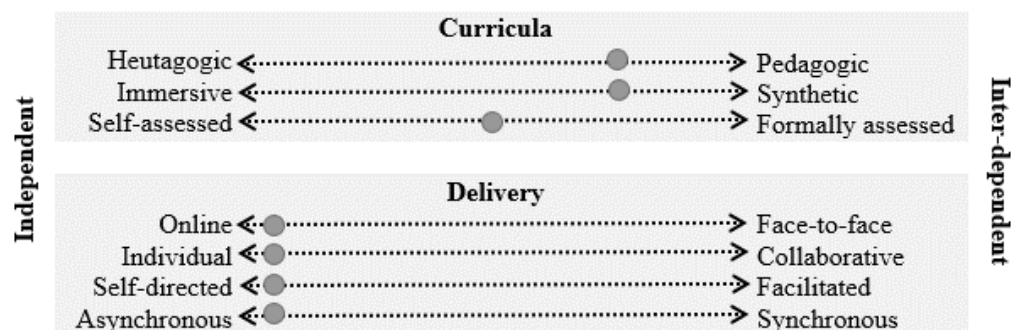 Curricula
Heutagogic Pedagogic
Immersive Synthetic
Self-assessed Formally assessed
Independent
Inter-dependent
Delivery
Online Face-to-face
Individual Collaborative
Self-directed Facilitated
Asynchronous Synchronous